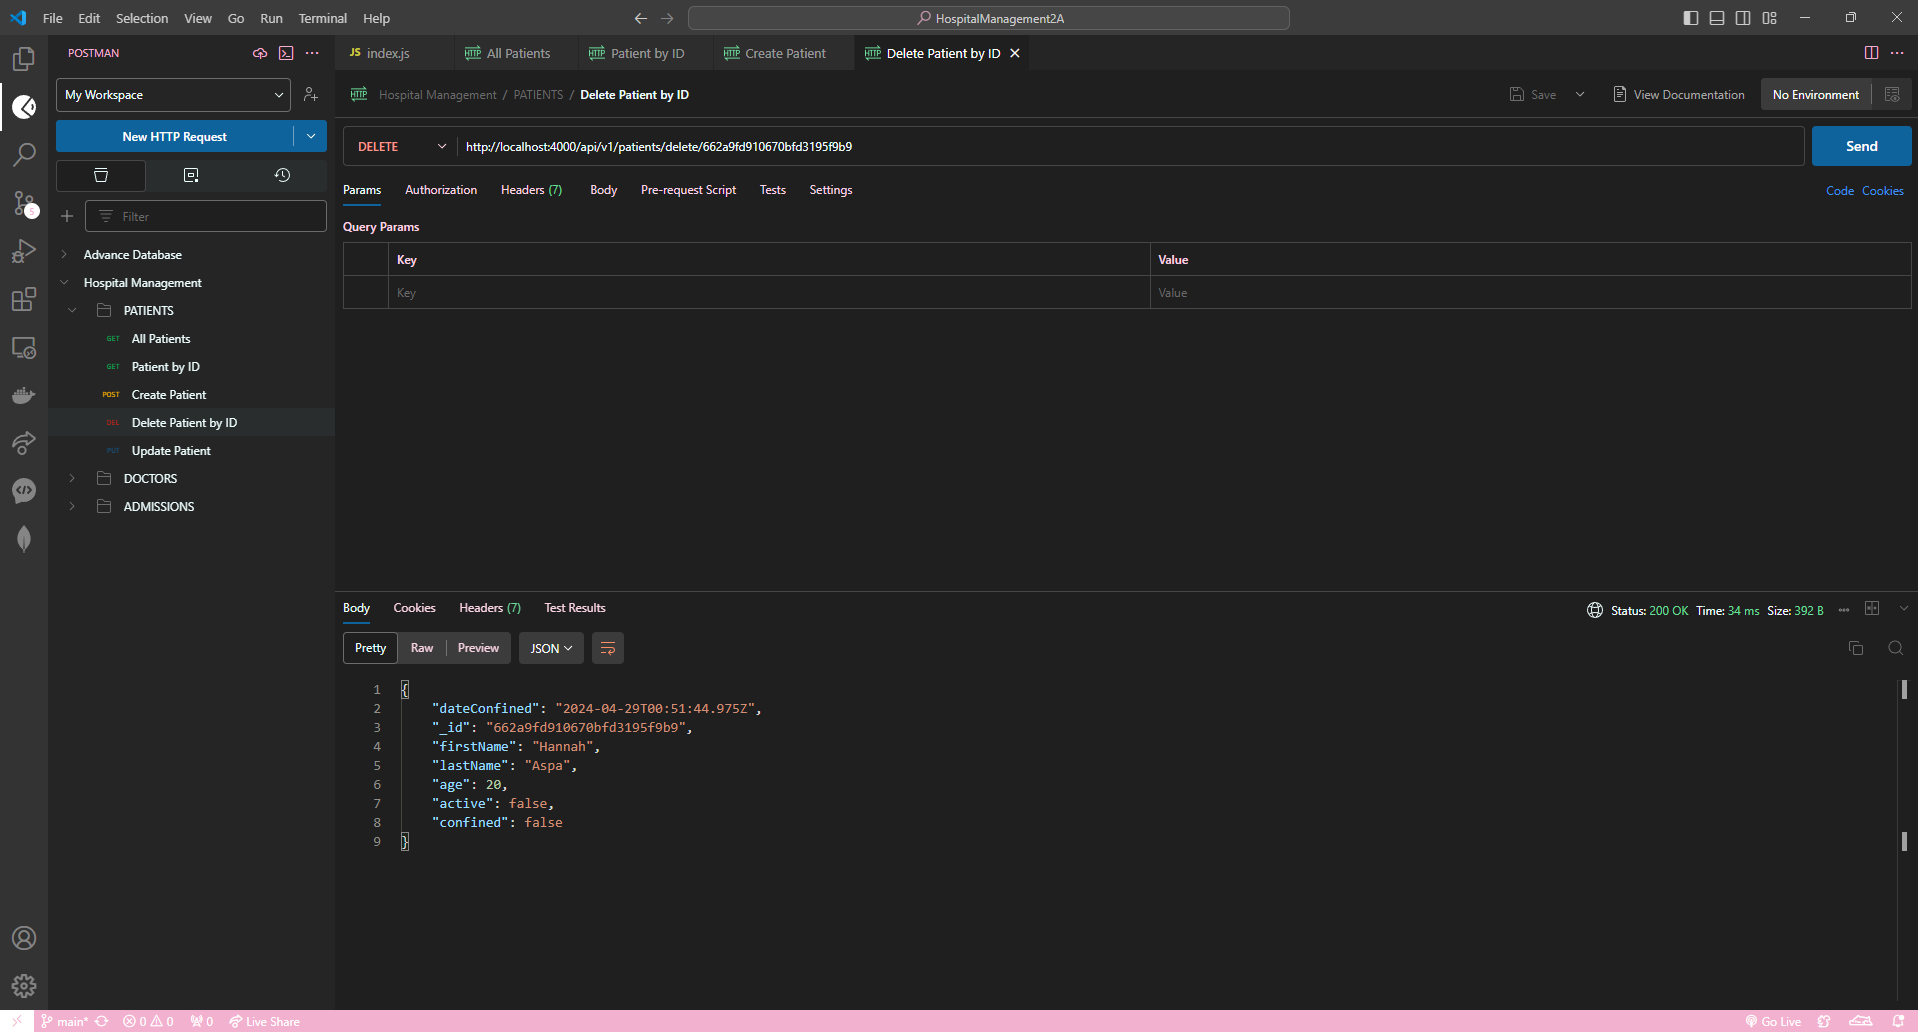 File Edit Selection View Go Run Terminal Help
HospitalManagement2A
POSTMAN
My Workspace
New HTTP Request
Filter
Advance Database
Hospital Management
PATIENTS
GET All Patients
GET Patient by ID
POST Create Patient
DEL Delete Patient by ID
PUT Update Patient
DOCTORS
ADMISSIONS
5
JS index.js
HTTP All Patients
HTTP Patient by ID
HTTP Create Patient
HTTP Delete Patient by ID
HTTP Hospital Management / PATIENTS / Delete Patient by ID
Save View Documentation No Environment
DELETE http://localhost:4000/api/v1/patients/delete/662a9fd910670bfd3195f9b9 Send
Params Authorization Headers (7) Body Pre-request Script Tests Settings Code Cookies
Query Params
Key Value
Key Value
Body Cookies Headers (7) Test Results Status: 200 OK Time: 34 ms Size: 392 B
Pretty Raw Preview JSON
1 {
2 "dateConfined": "2024-04-29T00:51:44.975Z",
3 "_id": "662a9fd910670bfd3195f9b9",
4 "firstName": "Hannah",
5 "lastName": "Aspa",
6 "age": 20,
7 "active": false,
8 "confined": false
9 }
main* 0 0 0 Live Share Go Live